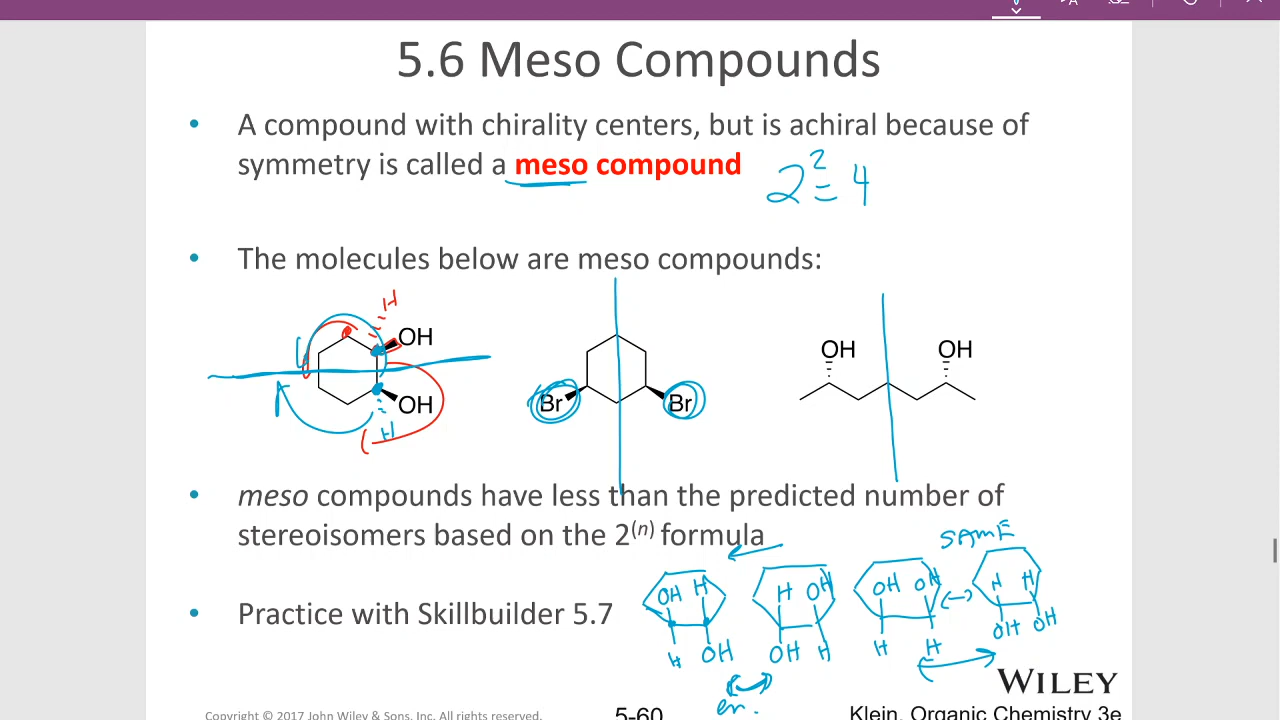 5.6 Meso Compounds
• A compound with chirality centers, but is achiral because of
symmetry is called a meso compound
2² = 4
• The molecules below are meso compounds:
H
OH
OH
H
Br
Br
OH
OH
• meso compounds have less than the predicted number of
stereoisomers based on the 2(n) formula
SAME
• Practice with Skillbuilder 5.7
OH H
H OH
OH OH
H H
H OH
OH H
H H
OH OH
en.
WILEY
Copyright © 2017 John Wiley & Sons, Inc. All rights reserved.
5-60
Klein, Organic Chemistry 3e